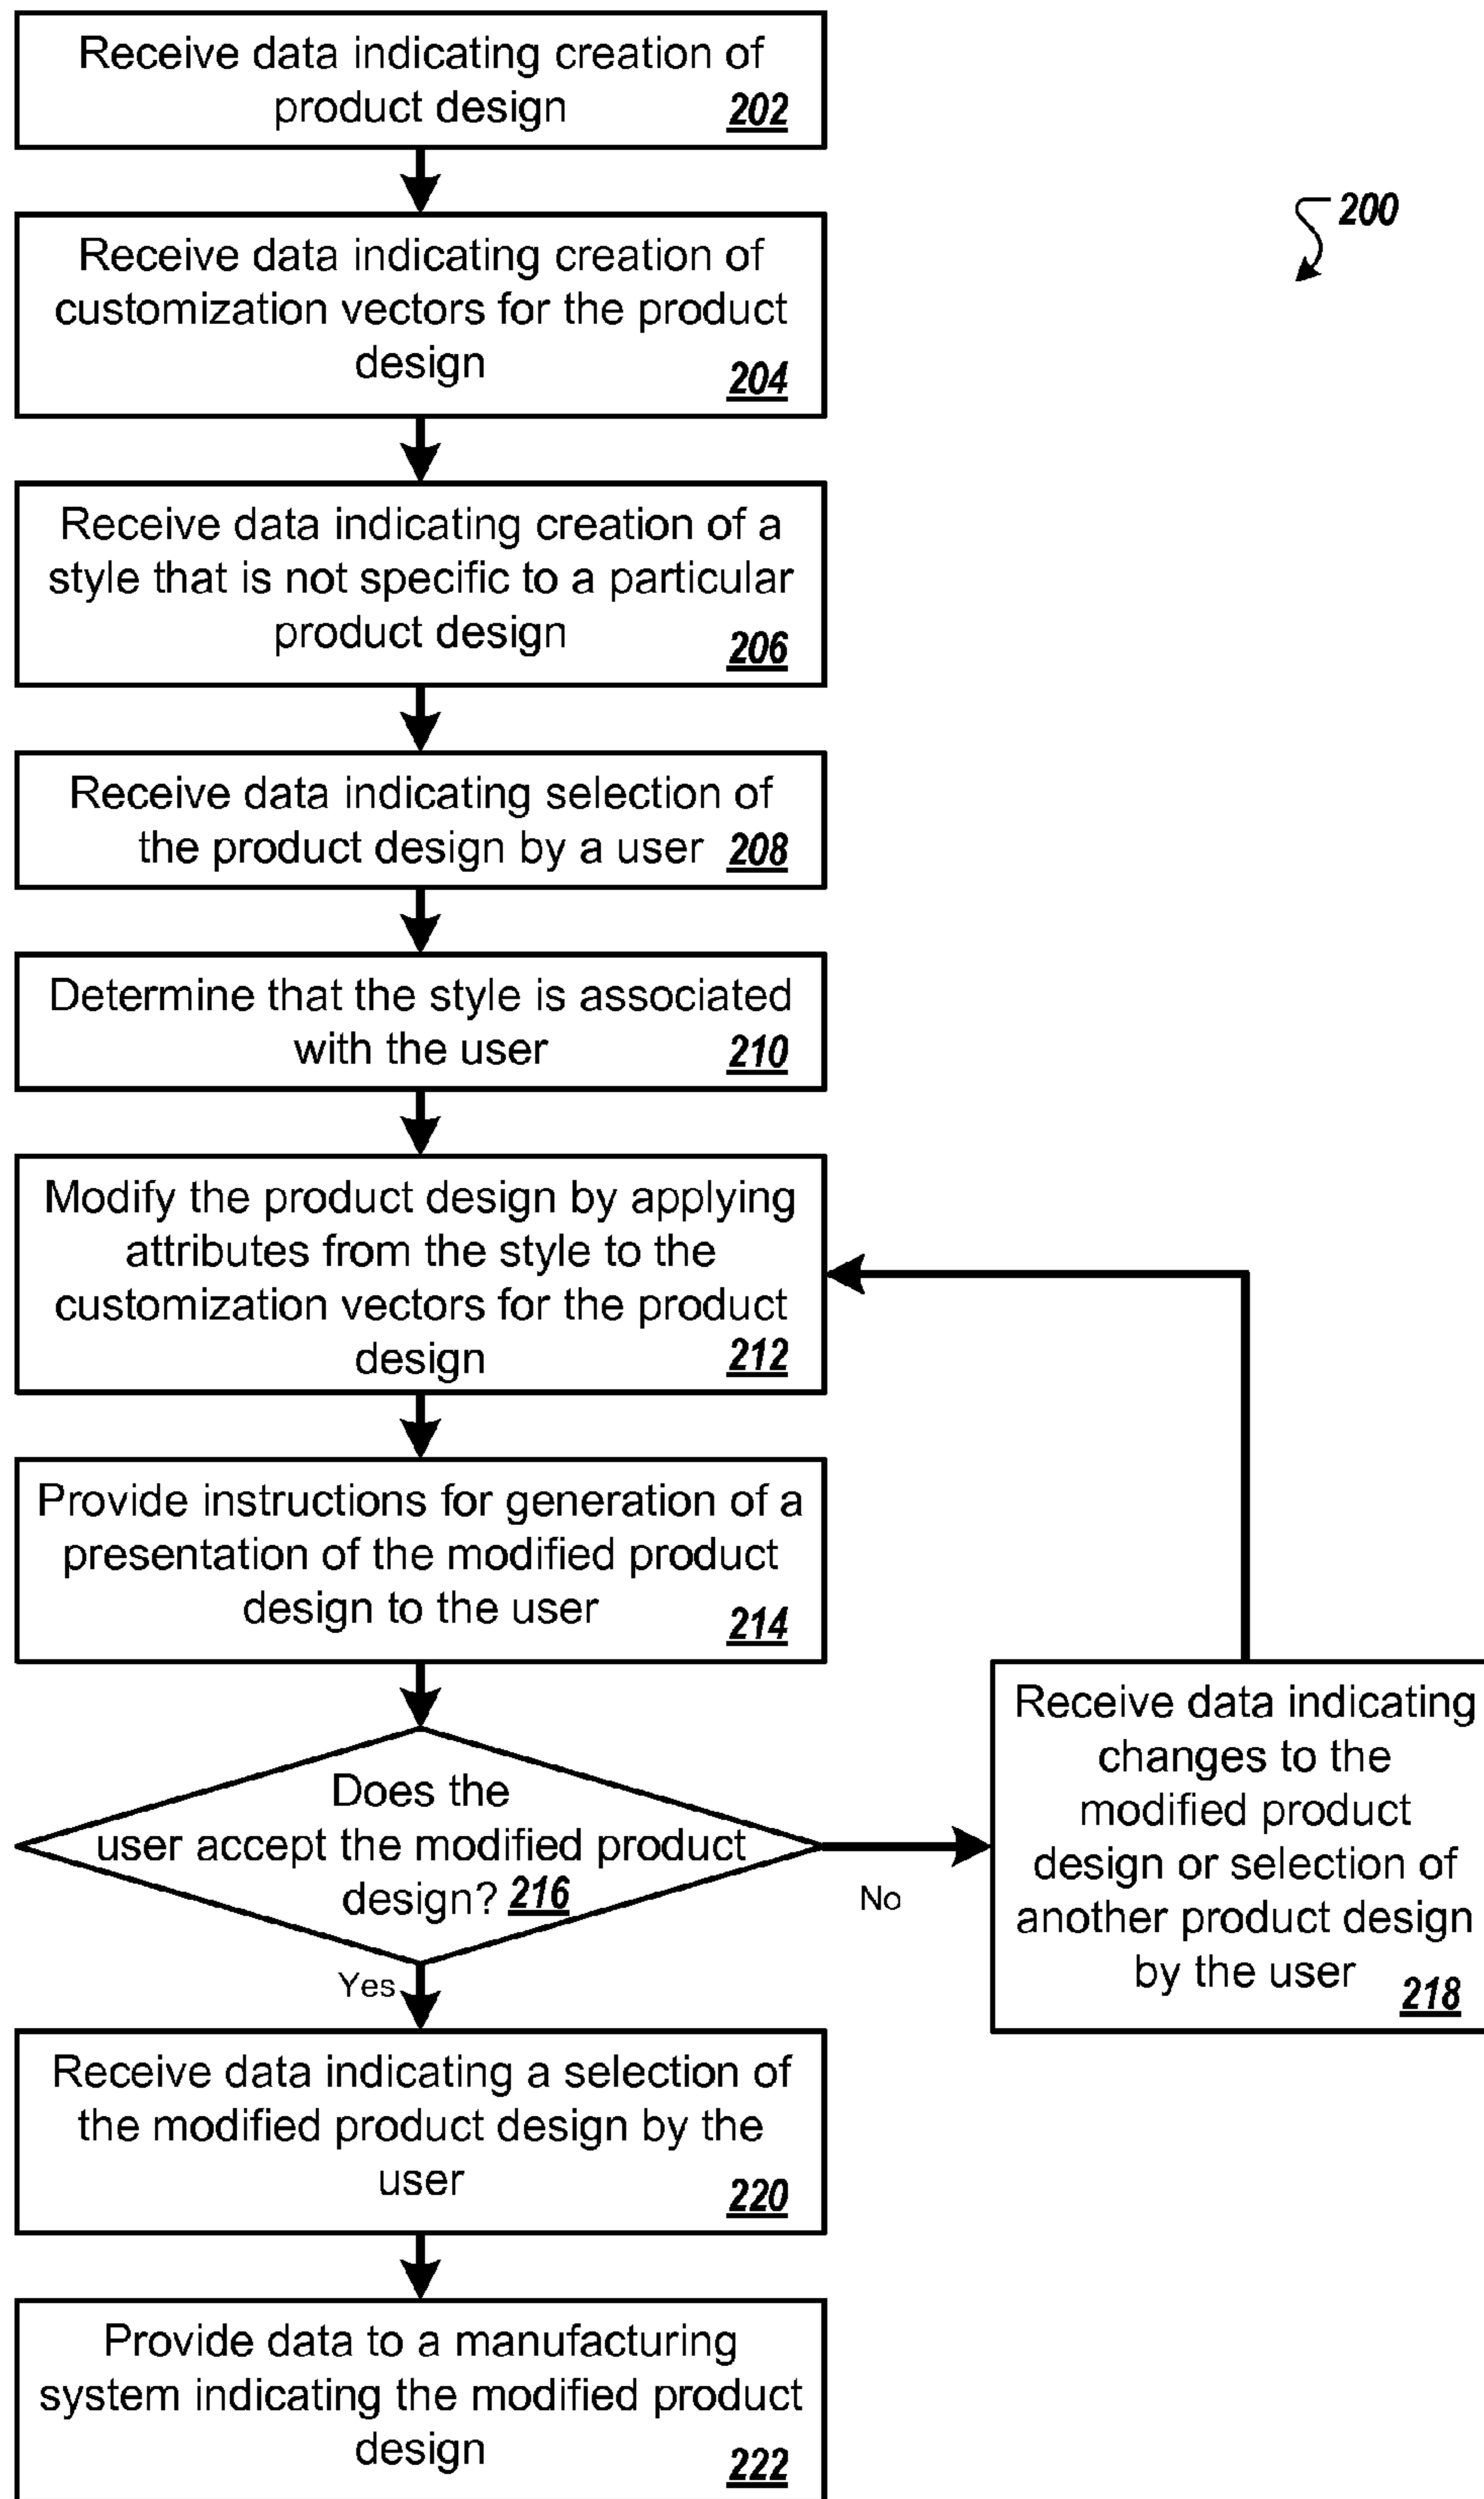 Receive data indicating creation of
product design 202
200
Receive data indicating creation of
customization vectors for the product
design 204
Receive data indicating creation of a
style that is not specific to a particular
product design 206
Receive data indicating selection of
the product design by a user 208
Determine that the style is associated
with the user 210
Modify the product design by applying
attributes from the style to the
customization vectors for the product
design 212
Provide instructions for generation of a
presentation of the modified product
design to the user 214
Does the
user accept the modified product
design? 216
No
Yes
Receive data indicating
changes to the
modified product
design or selection of
another product design
by the user 218
Receive data indicating a selection of
the modified product design by the
user 220
Provide data to a manufacturing
system indicating the modified product
design 222